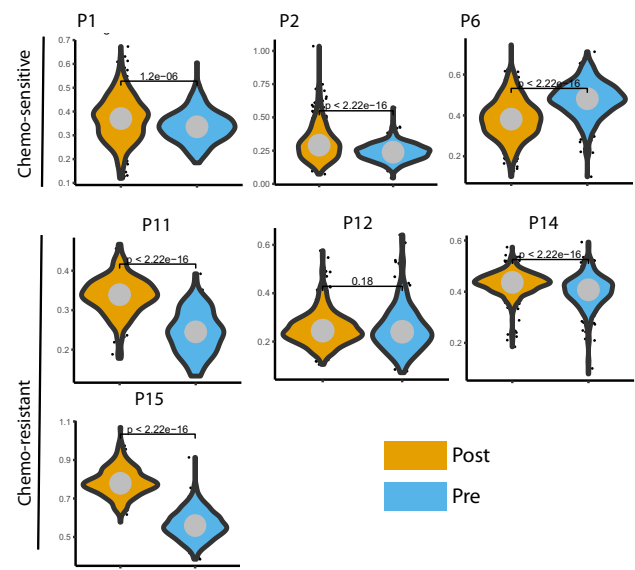 P1 P2 P6
Chemo-sensitive
0.7
0.6
0.5
0.4
0.3
0.2
0.1
1.2e-06
1.00
0.75
0.50
0.25
0.00
p < 2.22e-16
0.6
0.4
0.2
p < 2.22e-16
P11 P12 P14
Chemo-resistant
0.4
0.3
0.2
p < 2.22e-16
0.6
0.4
0.2
0.18
0.6
0.4
0.2
p < 2.22e-16
P15
1.1
0.9
0.7
0.5
p < 2.22e-16
Post
Pre